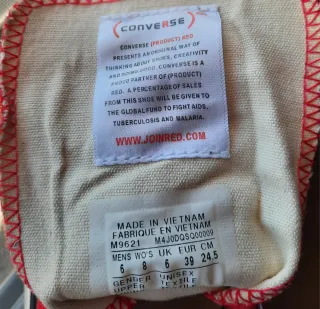 (CONVERSE)
CONVERSE (PRODUCT) RED
PRESENTS AN ORIGINAL WAY OF
THINKING ABOUT SHOES, CREATIVITY
AND DOING GOOD. CONVERSE IS A
PARTNER OF (PRODUCT)
RED. A PERCENTAGE OF SALES
FROM THIS SHOE WILL BE GIVEN TO
THE GLOBAL FUND TO FIGHT AIDS,
TUBERCULOSIS AND MALARIA.
WWW.JOINRED.COM
MADE IN VIETNAM
FABRIQUE EN VIETNAM
M9621 M4J0DQSQ00009
MENS WO'S UK EUR CM
6 8 6 39 24,5
GENDER UNISEX
UPPER TEXTILE